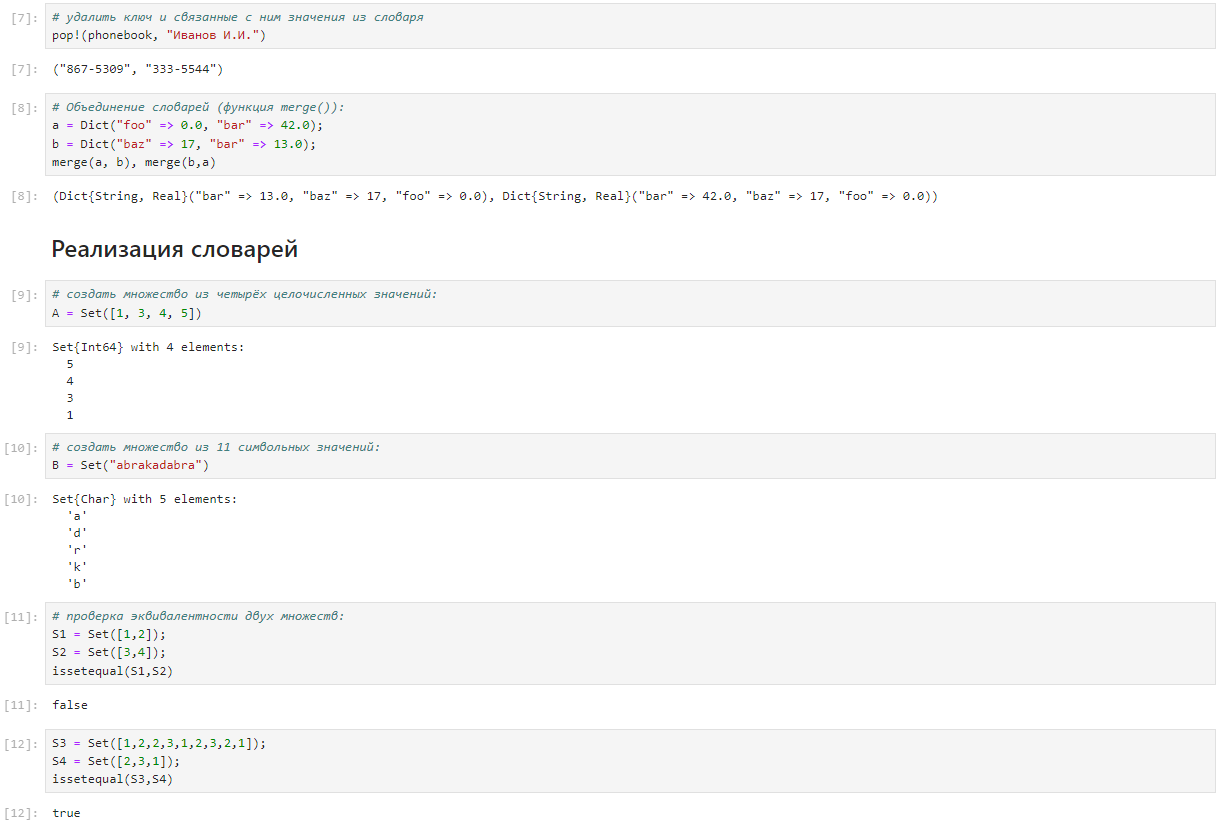 [7]: # удалить ключ и связанные с ним значения из словаря
pop!(phonebook, "Иванов И.И.")
[7]: ("867-5309", "333-5544")
[8]: # Объединение словарей (функция merge()):
a = Dict("foo" => 0.0, "bar" => 42.0);
b = Dict("baz" => 17, "bar" => 13.0);
merge(a, b), merge(b,a)
[8]: (Dict{String, Real}("bar" => 13.0, "baz" => 17, "foo" => 0.0), Dict{String, Real}("bar" => 42.0, "baz" => 17, "foo" => 0.0))
Реализация словарей
[9]: # создать множество из четырёх целочисленных значений:
A = Set([1, 3, 4, 5])
[9]: Set{Int64} with 4 elements:
5
4
3
1
[10]: # создать множество из 11 символьных значений:
B = Set("abrakadabra")
[10]: Set{Char} with 5 elements:
'a'
'd'
'r'
'k'
'b'
[11]: # проверка эквивалентности двух множеств:
S1 = Set([1,2]);
S2 = Set([3,4]);
issetequal(S1,S2)
[11]: false
[12]: S3 = Set([1,2,2,3,1,2,3,2,1]);
S4 = Set([2,3,1]);
issetequal(S3,S4)
[12]: true